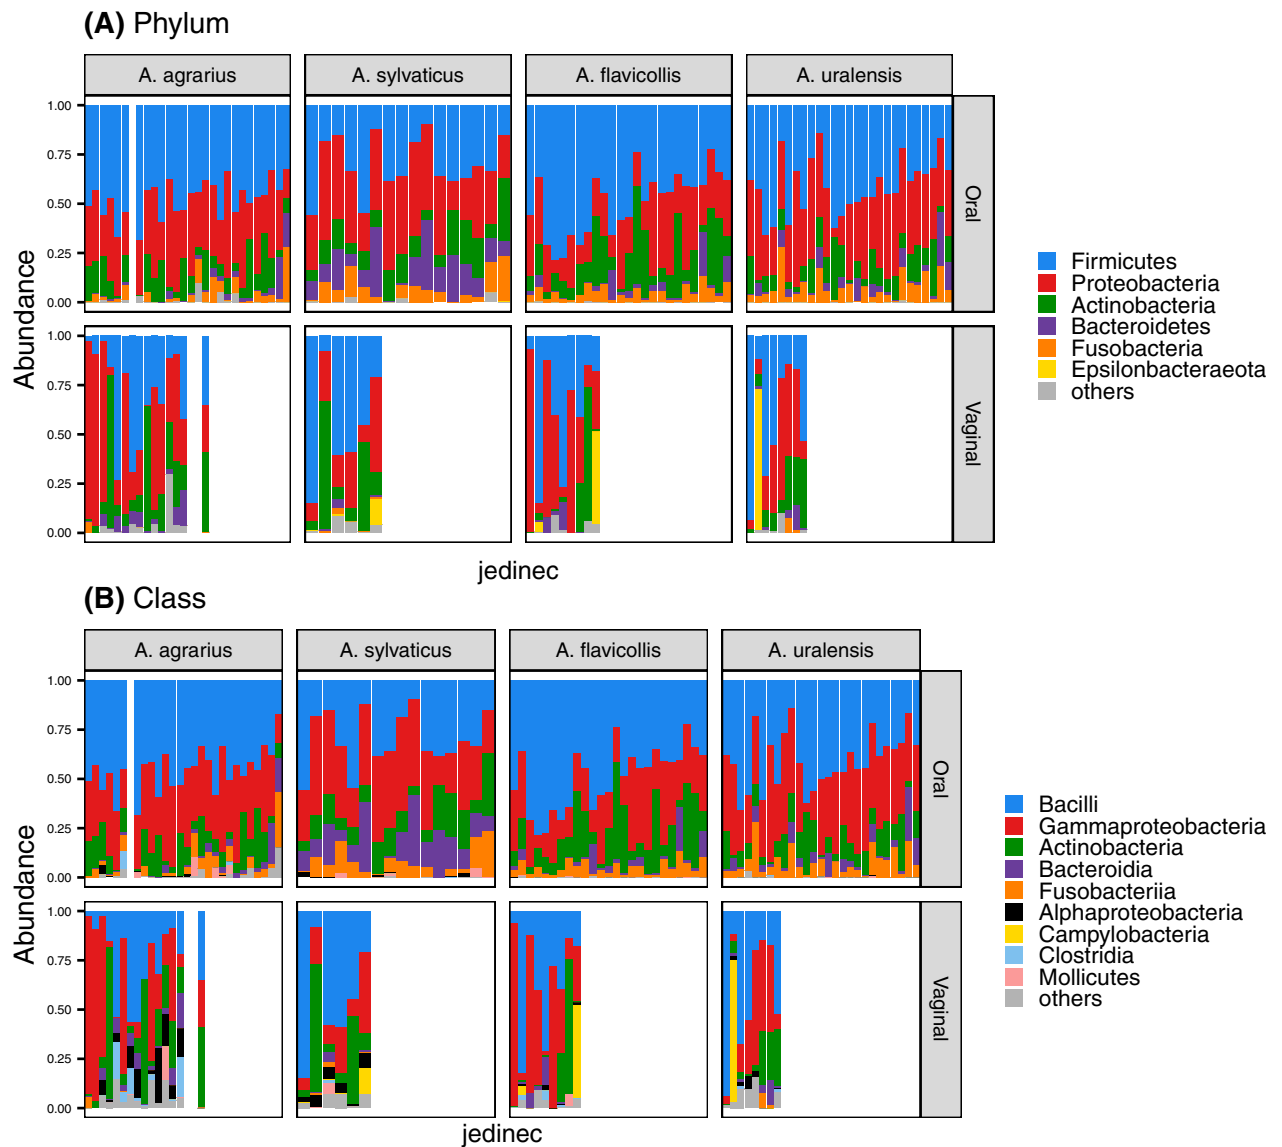 (A) Phylum
A. agrarius
A. sylvaticus
A. flavicollis
A. uralensis
1.00
0.75
0.50
0.25
0.00
Oral
1.00
0.75
0.50
0.25
0.00
Vaginal
Abundance
jedinec
Firmicutes
Proteobacteria
Actinobacteria
Bacteroidetes
Fusobacteria
Epsilonbacteraeota
others
(B) Class
A. agrarius
A. sylvaticus
A. flavicollis
A. uralensis
1.00
0.75
0.50
0.25
0.00
Oral
1.00
0.75
0.50
0.25
0.00
Vaginal
Abundance
jedinec
Bacilli
Gammaproteobacteria
Actinobacteria
Bacteroidia
Fusobacteriia
Alphaproteobacteria
Campylobacteria
Clostridia
Mollicutes
others